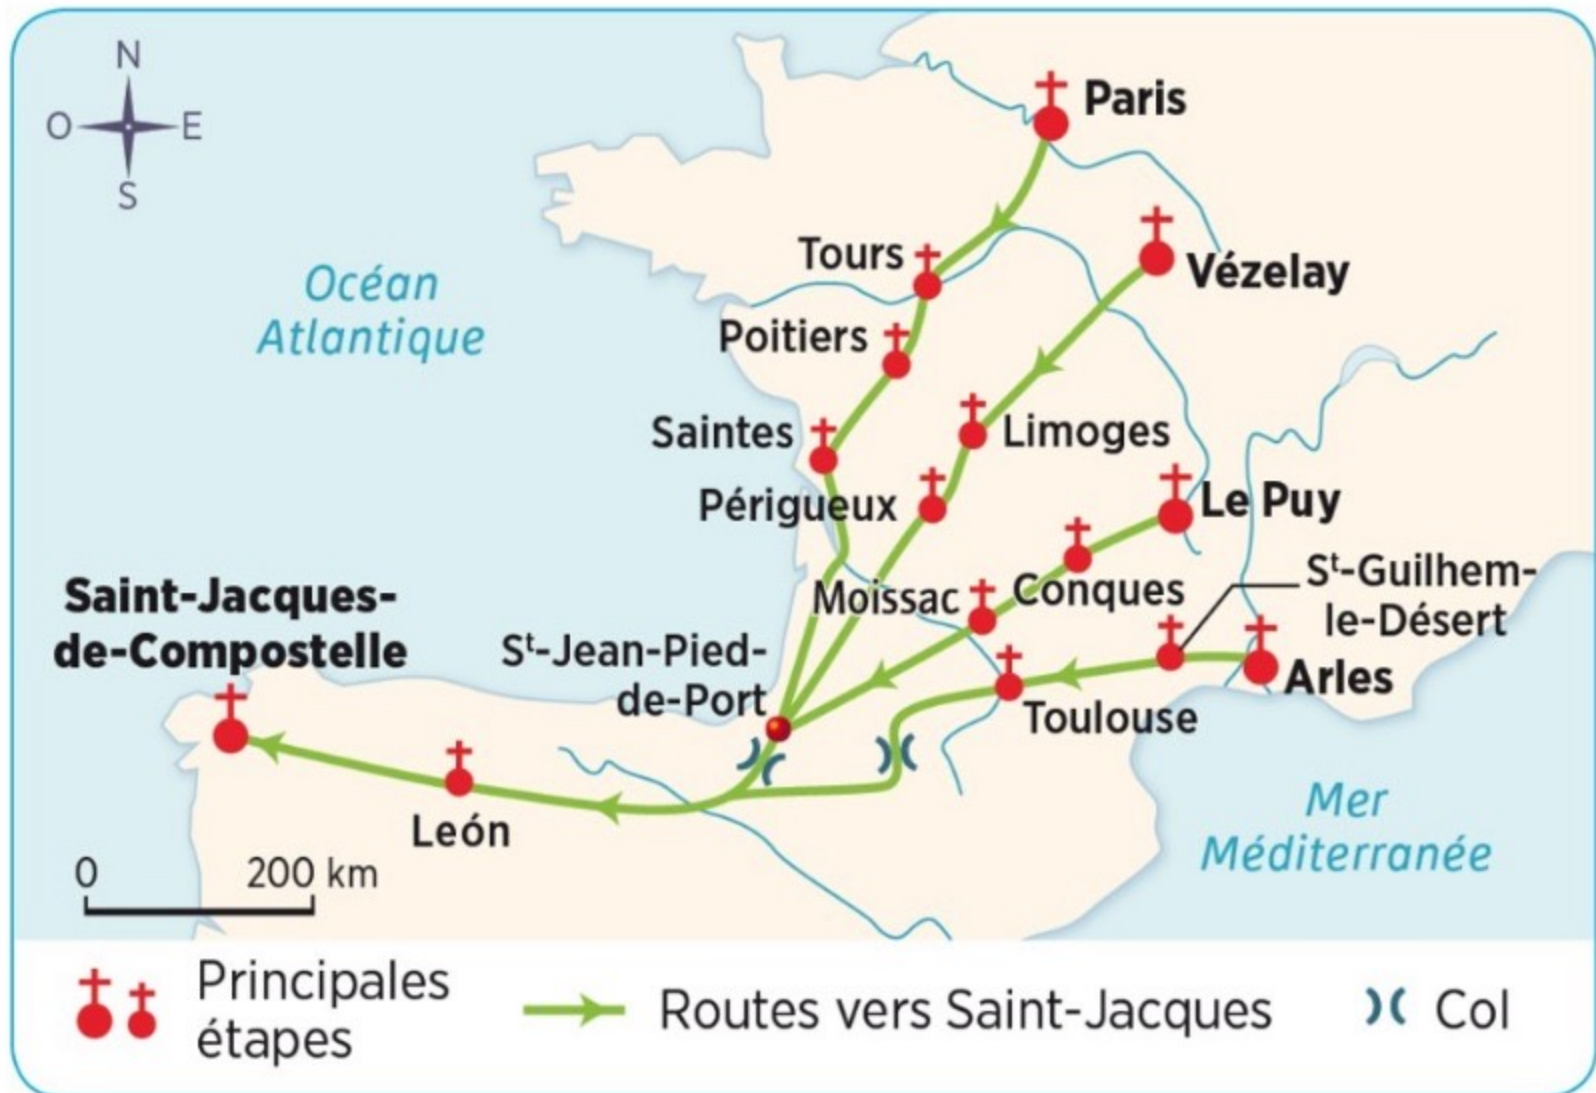 N
O
E
S
Paris
Tours
Vézelay
Océan
Atlantique
Poitiers
Saintes
Limoges
Périgueux
Le Puy
Sᵗ-Guilhem-
le-Désert
Moissac
Conques
Saint-Jacques-
de-Compostelle
Sᵗ-Jean-Pied-
de-Port
Arles
Toulouse
León
Mer
Méditerranée
0
200 km
Principales
étapes
Routes vers Saint-Jacques
Col